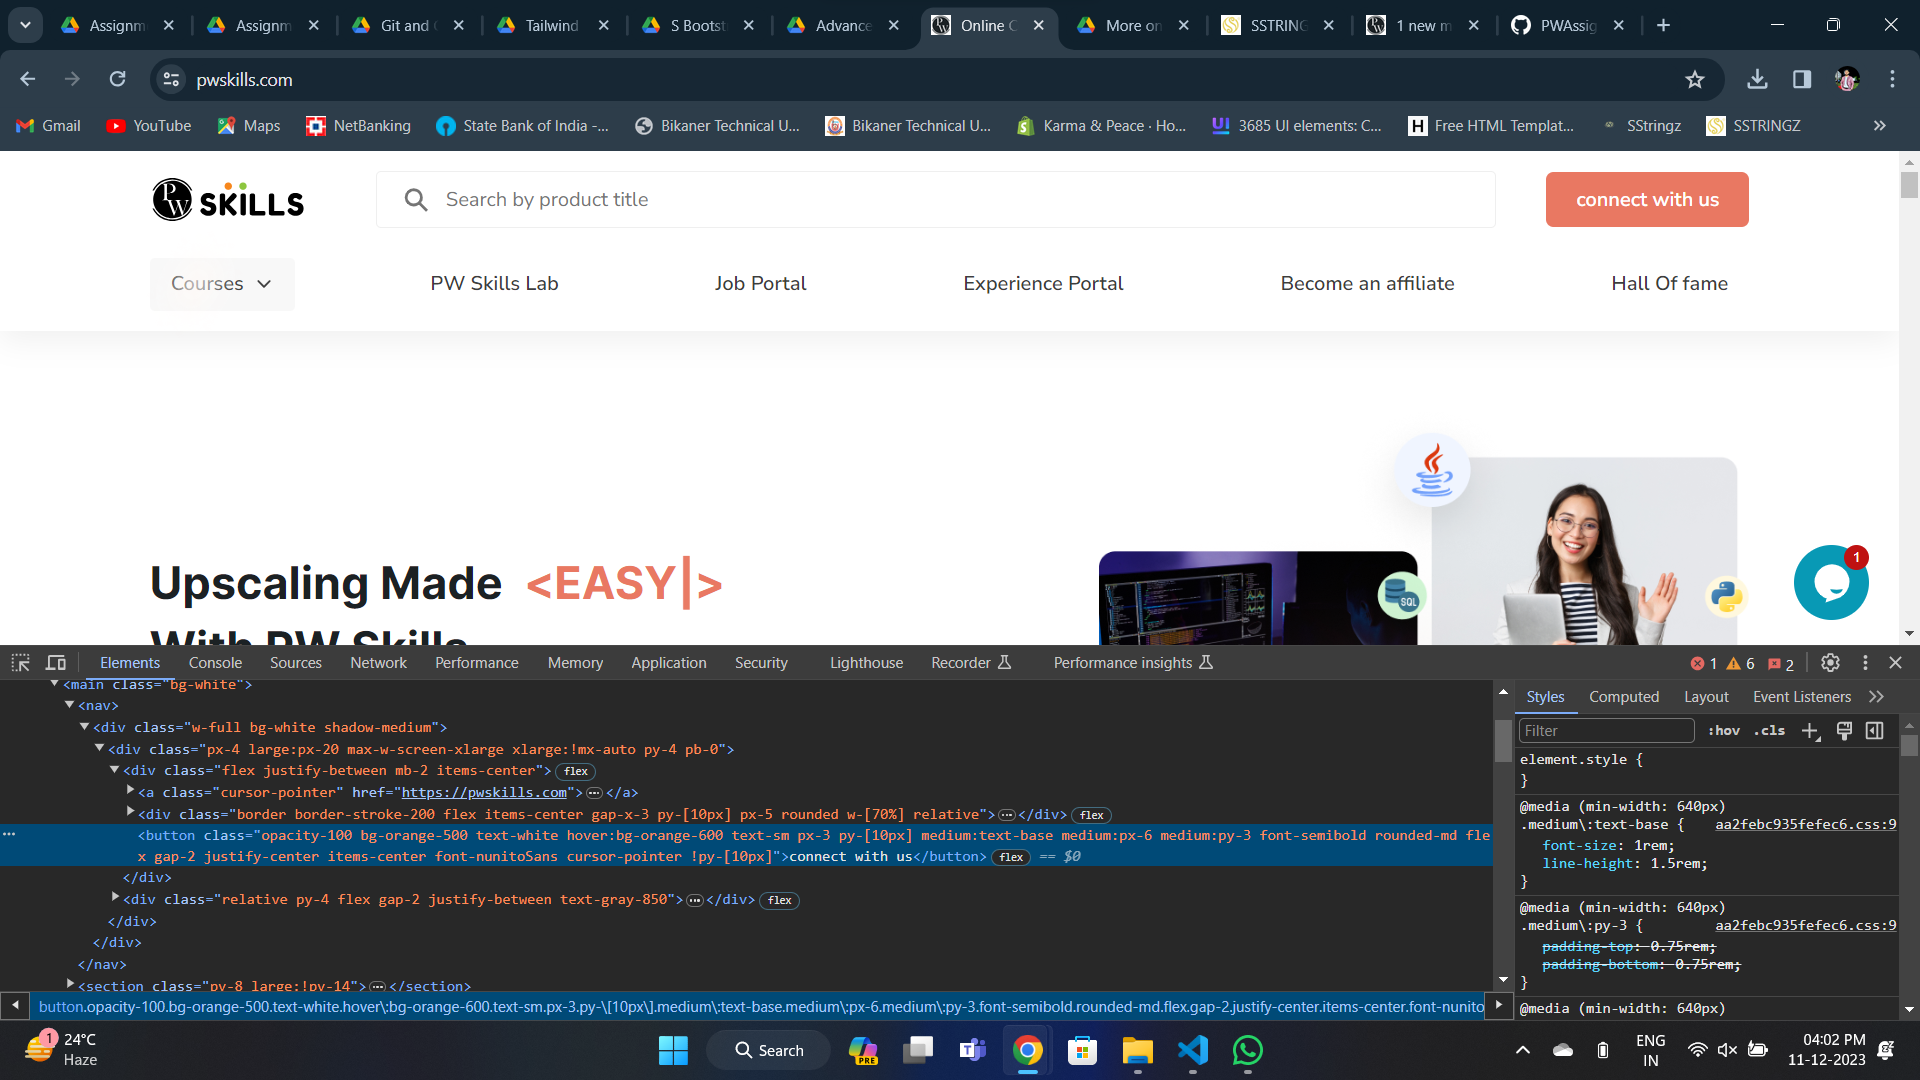 Assignm
Assignm
Git and
Tailwind
S Bootst
Advance
Online C
More on
SSTRING
1 new m
PWAssig
pwskills.com
Gmail
YouTube
Maps
NetBanking
State Bank of India -...
Bikaner Technical U...
Bikaner Technical U...
Karma & Peace · Ho...
3685 UI elements: C...
Free HTML Templat...
SStringz
SSTRINGZ
PW SKILLS
Search by product title
connect with us
Courses
PW Skills Lab
Job Portal
Experience Portal
Become an affiliate
Hall Of fame
Upscaling Made <EASY|>
With PW Skills
SQL
1
Elements
Console
Sources
Network
Performance
Memory
Application
Security
Lighthouse
Recorder
Performance insights
1
6
2
<main class="bg-white">
<nav>
<div class="w-full bg-white shadow-medium">
<div class="px-4 large:px-20 max-w-screen-xlarge xlarge:!mx-auto py-4 pb-0">
<div class="flex justify-between mb-2 items-center"> flex
<a class="cursor-pointer" href="https://pwskills.com">…</a>
<div class="border border-stroke-200 flex items-center gap-x-3 py-[10px] px-5 rounded w-[70%] relative">…</div> flex
<button class="opacity-100 bg-orange-500 text-white hover:bg-orange-600 text-sm px-3 py-[10px] medium:text-base medium:px-6 medium:py-3 font-semibold rounded-md fle
x gap-2 justify-center items-center font-nunitoSans cursor-pointer !py-[10px]">connect with us</button> flex == $0
</div>
<div class="relative py-4 flex gap-2 justify-between text-gray-850">…</div> flex
</div>
</div>
</nav>
<section class="py-8 large:!py-14">…</section>
button.opacity-100.bg-orange-500.text-white.hover\:bg-orange-600.text-sm.px-3.py-\[10px\].medium\:text-base.medium\:px-6.medium\:py-3.font-semibold.rounded-md.flex.gap-2.justify-center.items-center.font-nunito
Styles
Computed
Layout
Event Listeners
Filter
:hov
.cls
element.style {
}
@media (min-width: 640px)
.medium\:text-base { aa2febc935fefec6.css:9
font-size: 1rem;
line-height: 1.5rem;
}
@media (min-width: 640px)
.medium\:py-3 { aa2febc935fefec6.css:9
padding-top: 0.75rem;
padding-bottom: 0.75rem;
}
@media (min-width: 640px)
1
24°C
Haze
Search
PRE
ENG
IN
04:02 PM
11-12-2023